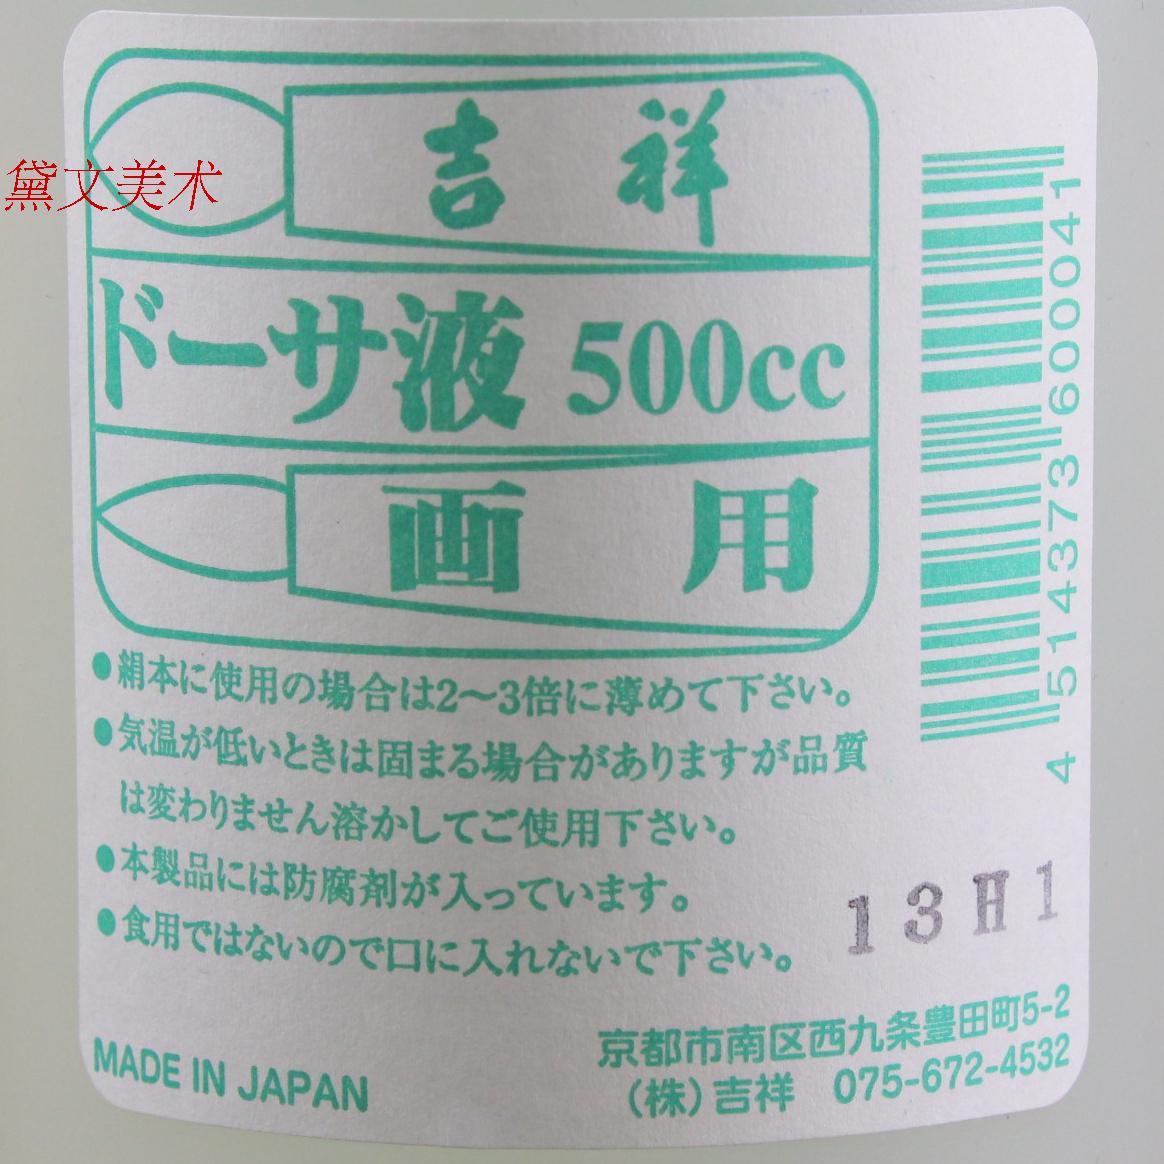 黛文美术
吉祥
ドーサ液 500cc
画用
●絹本に使用の場合は2〜3倍に薄めて下さい。
●気温が低いときは固まる場合がありますが品質
は変わりません溶かしてご使用下さい。
●本製品には防腐剤が入っています。
●食用ではないので口に入れないで下さい。
4 514373 600041
13H1
京都市南区西九条豊田町5-2
(株)吉祥 075-672-4532
MADE IN JAPAN